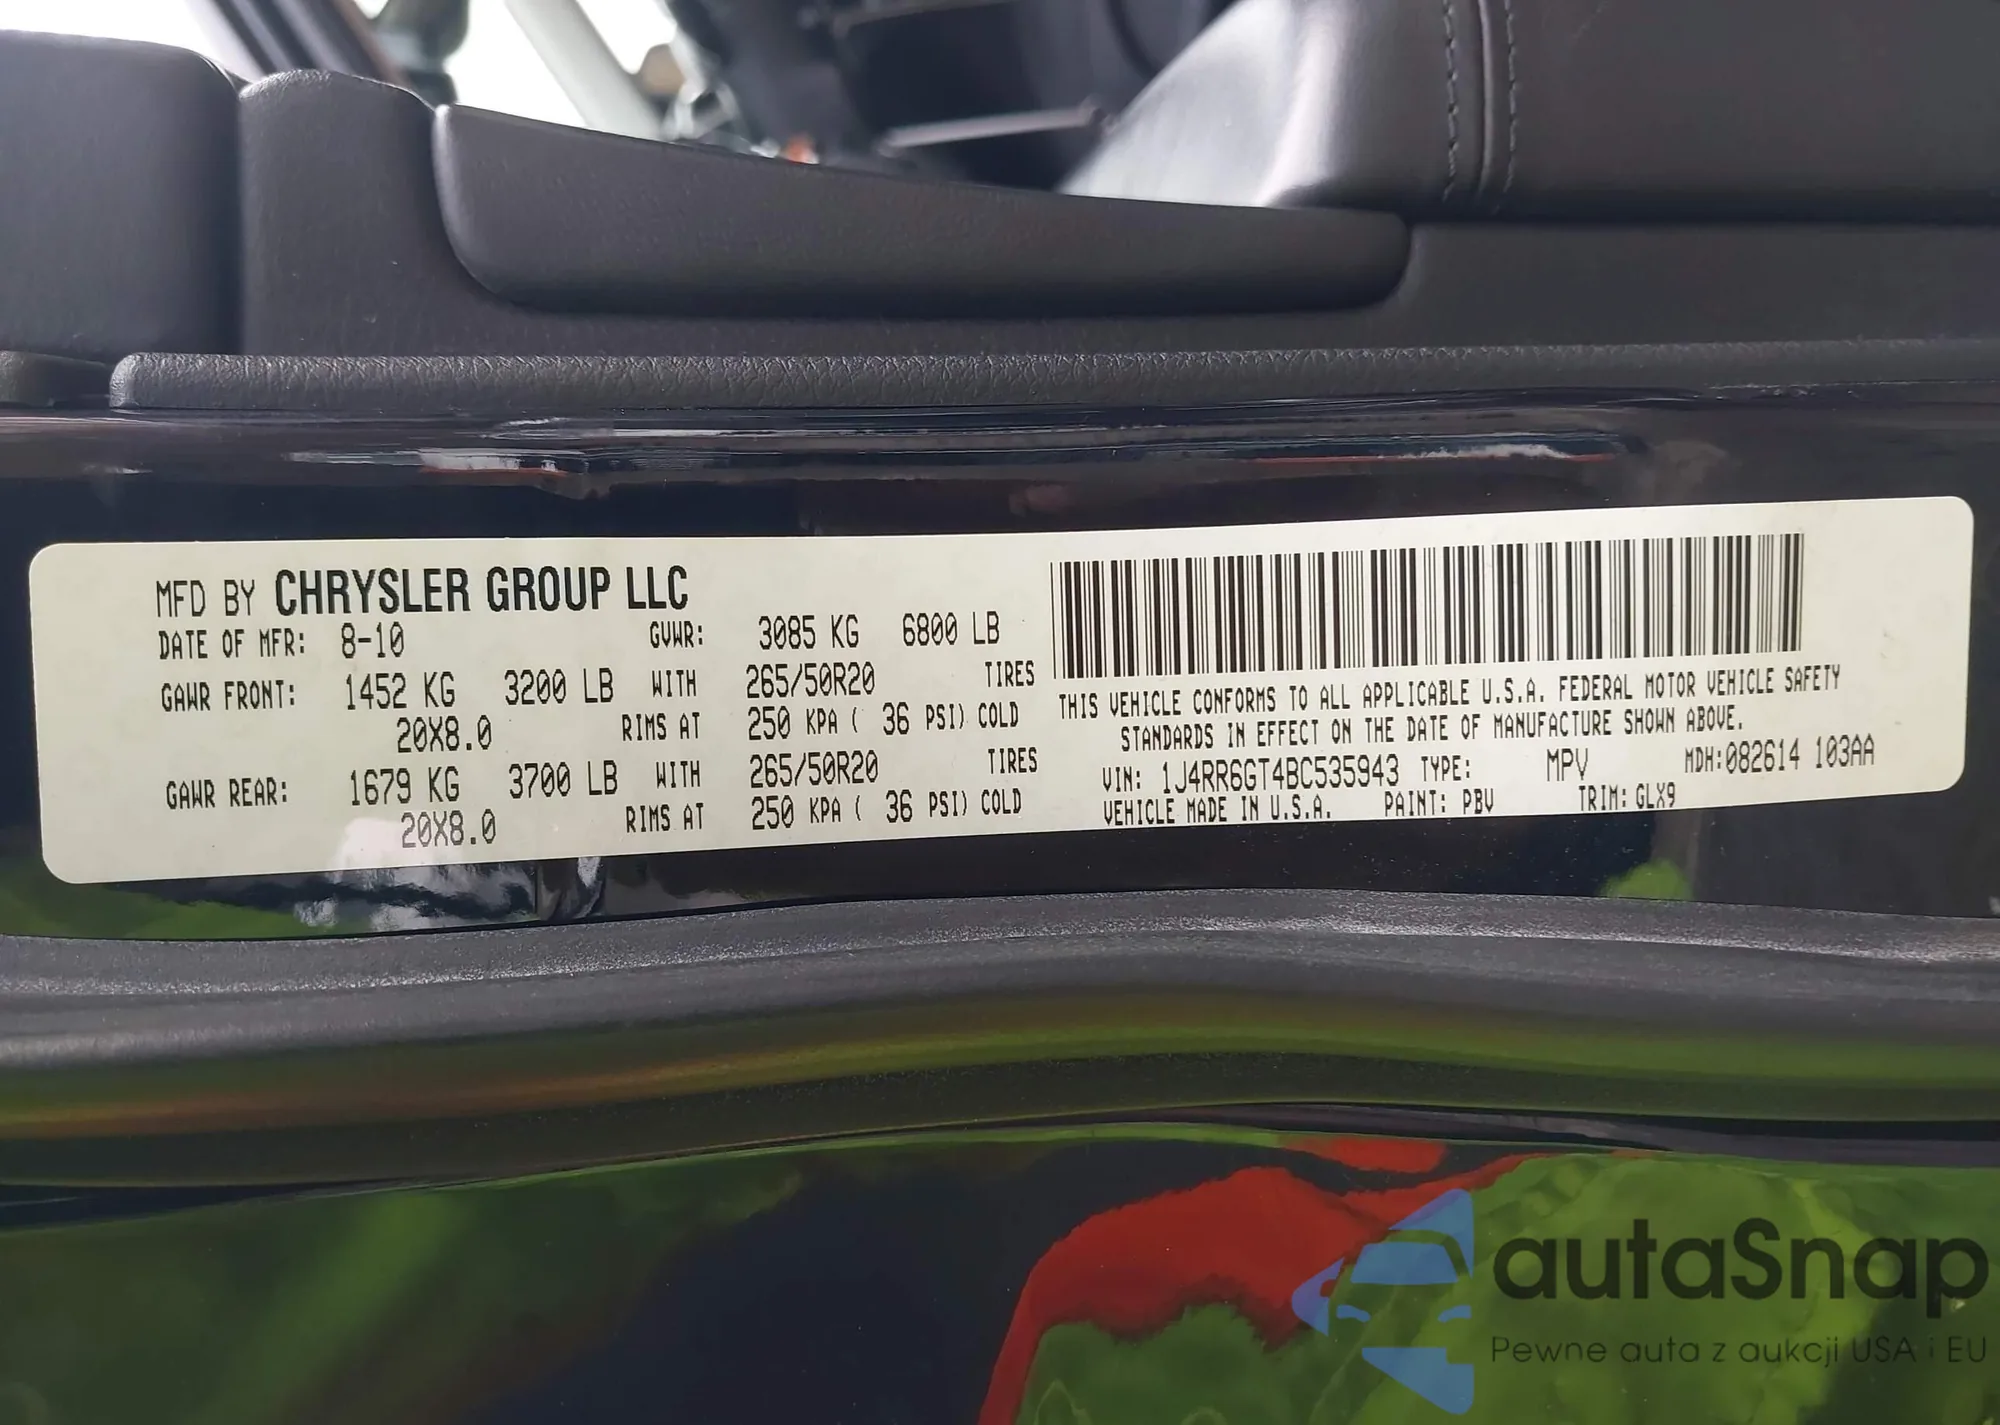 MFD BY CHRYSLER GROUP LLC
DATE OF MFR: 8-10 GVWR: 3085 KG 6800 LB
GAWR FRONT: 1452 KG 3200 LB WITH 265/50R20 TIRES
20X8.0 RIMS AT 250 KPA ( 36 PSI) COLD
GAWR REAR: 1679 KG 3700 LB WITH 265/50R20 TIRES
20X8.0 RIMS AT 250 KPA ( 36 PSI) COLD
THIS VEHICLE CONFORMS TO ALL APPLICABLE U.S.A. FEDERAL MOTOR VEHICLE SAFETY
STANDARDS IN EFFECT ON THE DATE OF MANUFACTURE SHOWN ABOVE.
VIN: 1J4RR6GT4BC535943 TYPE: MPV MDH:082614 103AA
VEHICLE MADE IN U.S.A. PAINT: PBV TRIM: GLX9
autaSnap
Pewne auta z aukcji USA i EU